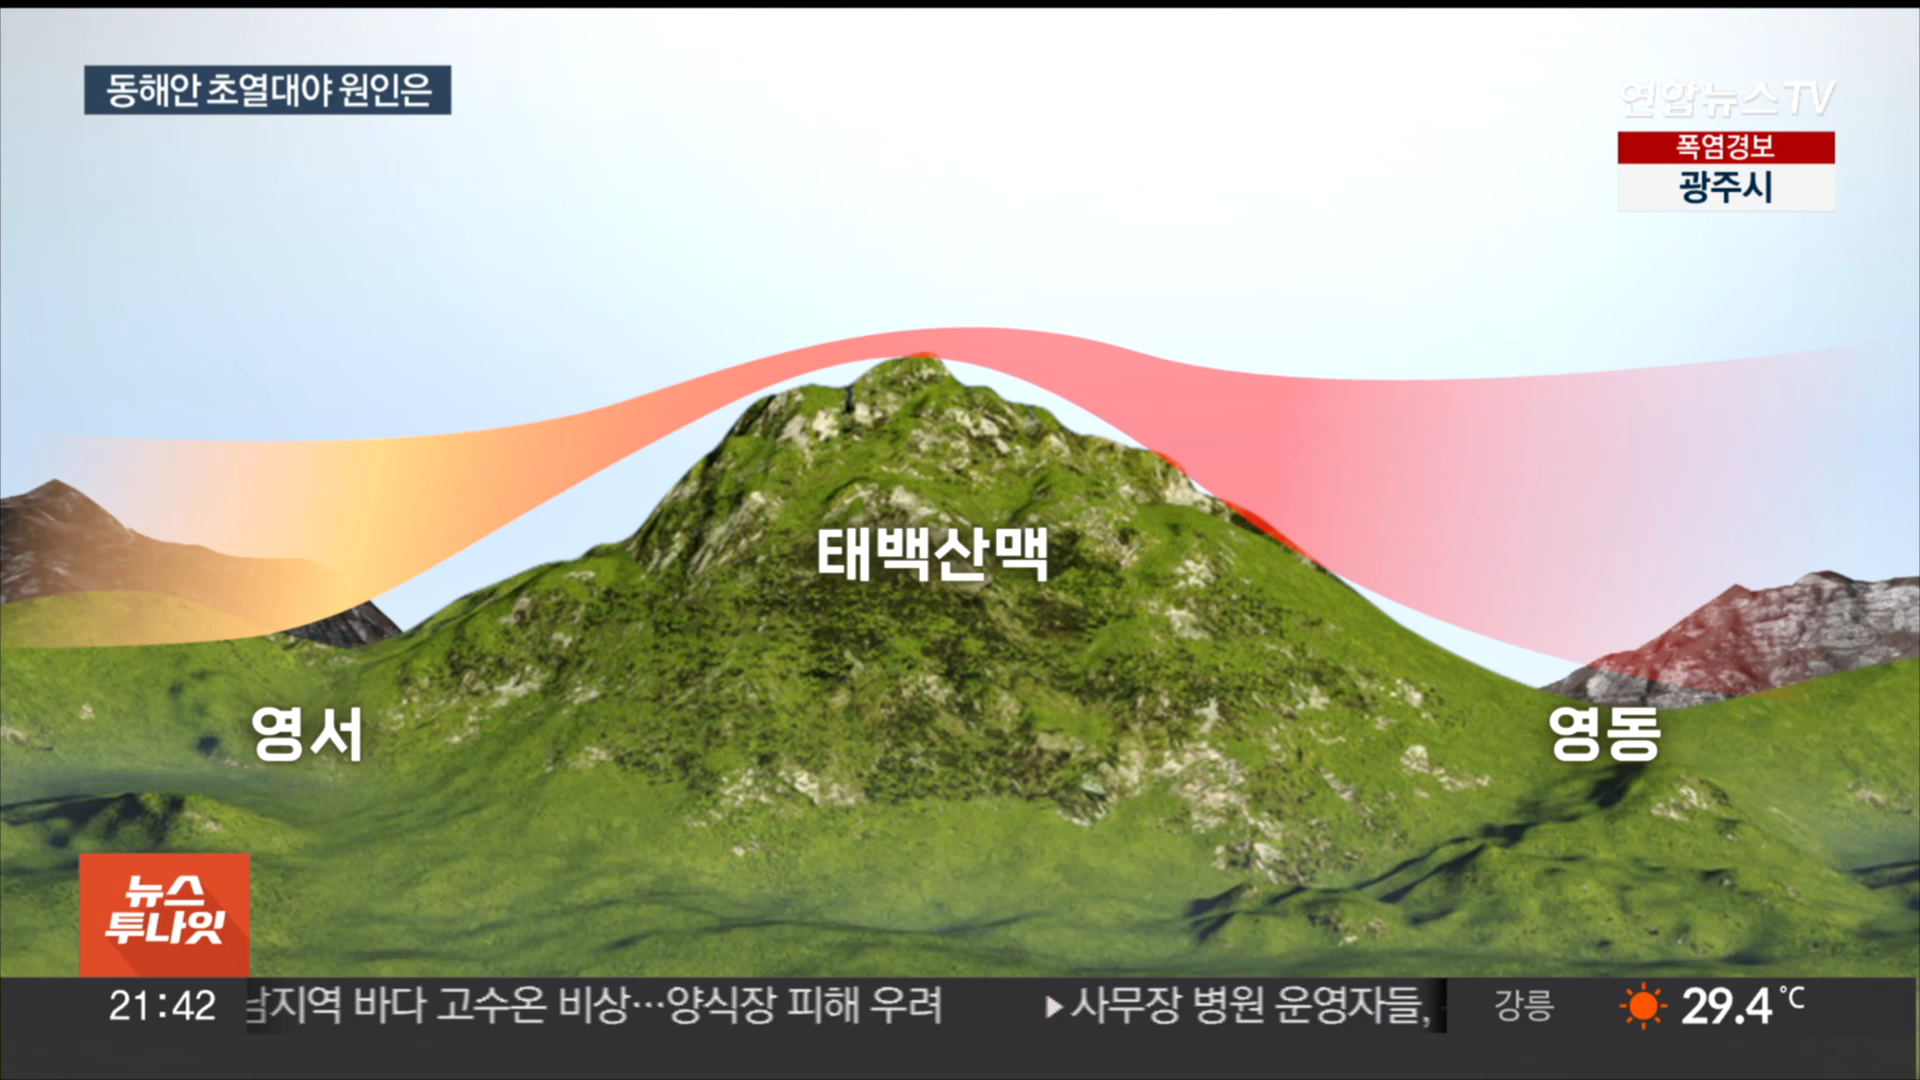 동해안 초열대야 원인은
연합뉴스TV
폭염경보
광주시
태백산맥
영서
영동
뉴스
투나잇
21:42
남지역 바다 고수온 비상…양식장 피해 우려 ▶사무장 병원 운영자들,
강릉 29.4℃